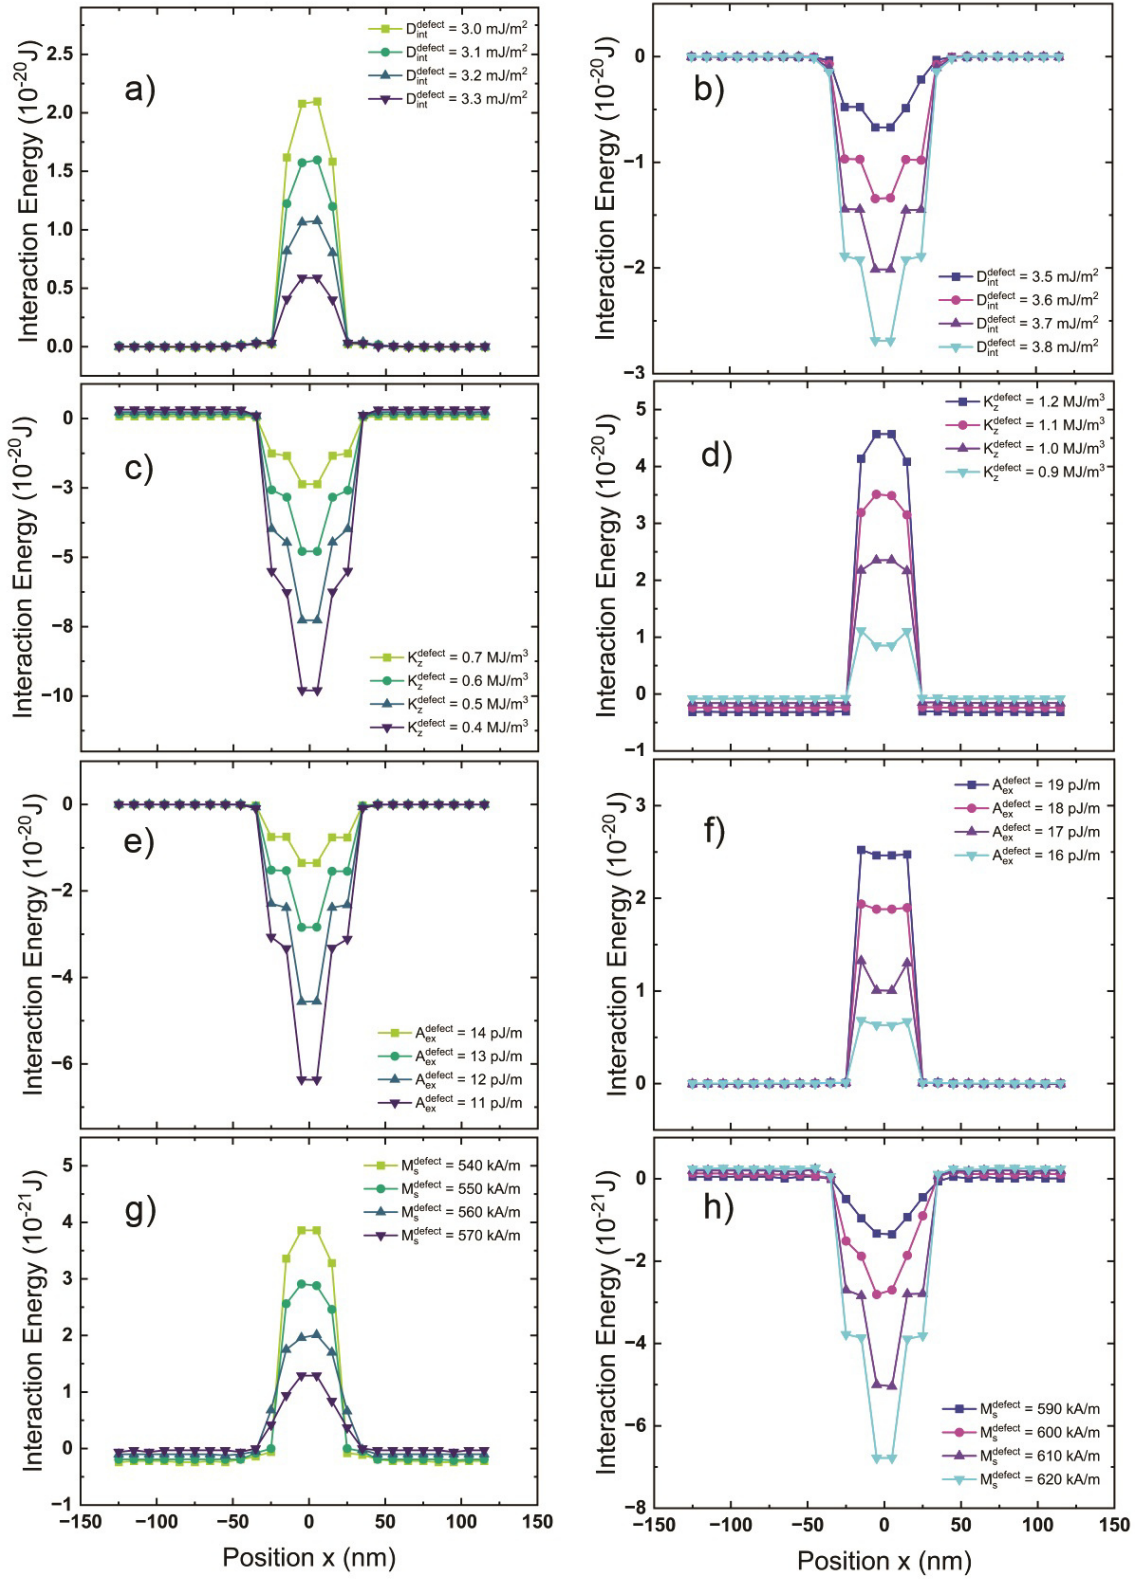 a)
Interaction Energy (10⁻²⁰J)
2.5
2.0
1.5
1.0
0.5
0.0
D_int^defect = 3.0 mJ/m²
D_int^defect = 3.1 mJ/m²
D_int^defect = 3.2 mJ/m²
D_int^defect = 3.3 mJ/m²
b)
Interaction Energy (10⁻²⁰J)
0
−1
−2
−3
D_int^defect = 3.5 mJ/m²
D_int^defect = 3.6 mJ/m²
D_int^defect = 3.7 mJ/m²
D_int^defect = 3.8 mJ/m²
c)
Interaction Energy (10⁻²⁰J)
0
−3
−5
−8
−10
K_z^defect = 0.7 MJ/m³
K_z^defect = 0.6 MJ/m³
K_z^defect = 0.5 MJ/m³
K_z^defect = 0.4 MJ/m³
d)
Interaction Energy (10⁻²⁰J)
5
4
3
2
1
0
−1
K_z^defect = 1.2 MJ/m³
K_z^defect = 1.1 MJ/m³
K_z^defect = 1.0 MJ/m³
K_z^defect = 0.9 MJ/m³
e)
Interaction Energy (10⁻²⁰J)
0
−2
−4
−6
A_ex^defect = 14 pJ/m
A_ex^defect = 13 pJ/m
A_ex^defect = 12 pJ/m
A_ex^defect = 11 pJ/m
f)
Interaction Energy (10⁻²⁰J)
3
2
1
0
A_ex^defect = 19 pJ/m
A_ex^defect = 18 pJ/m
A_ex^defect = 17 pJ/m
A_ex^defect = 16 pJ/m
g)
Interaction Energy (10⁻²¹J)
5
4
3
2
1
0
−1
M_s^defect = 540 kA/m
M_s^defect = 550 kA/m
M_s^defect = 560 kA/m
M_s^defect = 570 kA/m
−150 −100 −50 0 50 100 150
Position x (nm)
h)
Interaction Energy (10⁻²¹J)
0
−2
−4
−6
−8
M_s^defect = 590 kA/m
M_s^defect = 600 kA/m
M_s^defect = 610 kA/m
M_s^defect = 620 kA/m
−150 −100 −50 0 50 100 150
Position x (nm)